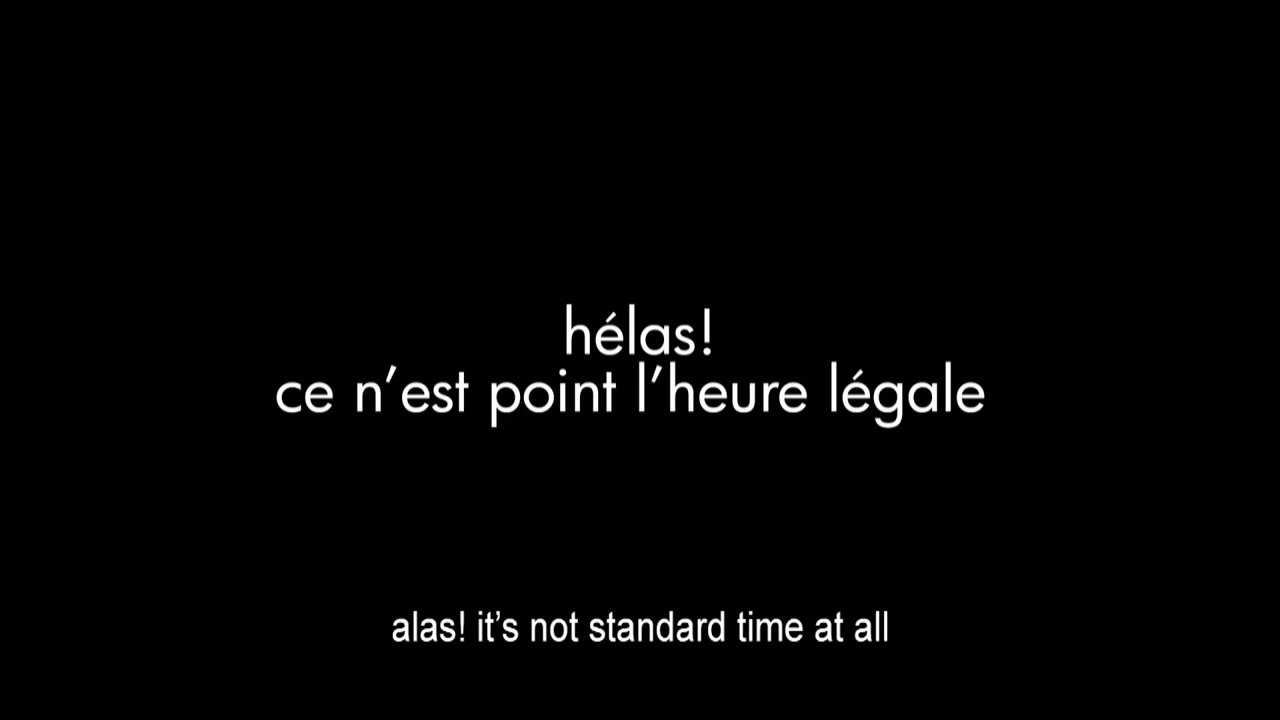 hélas!
ce n’est point l’heure légale
alas! it’s not standard time at all